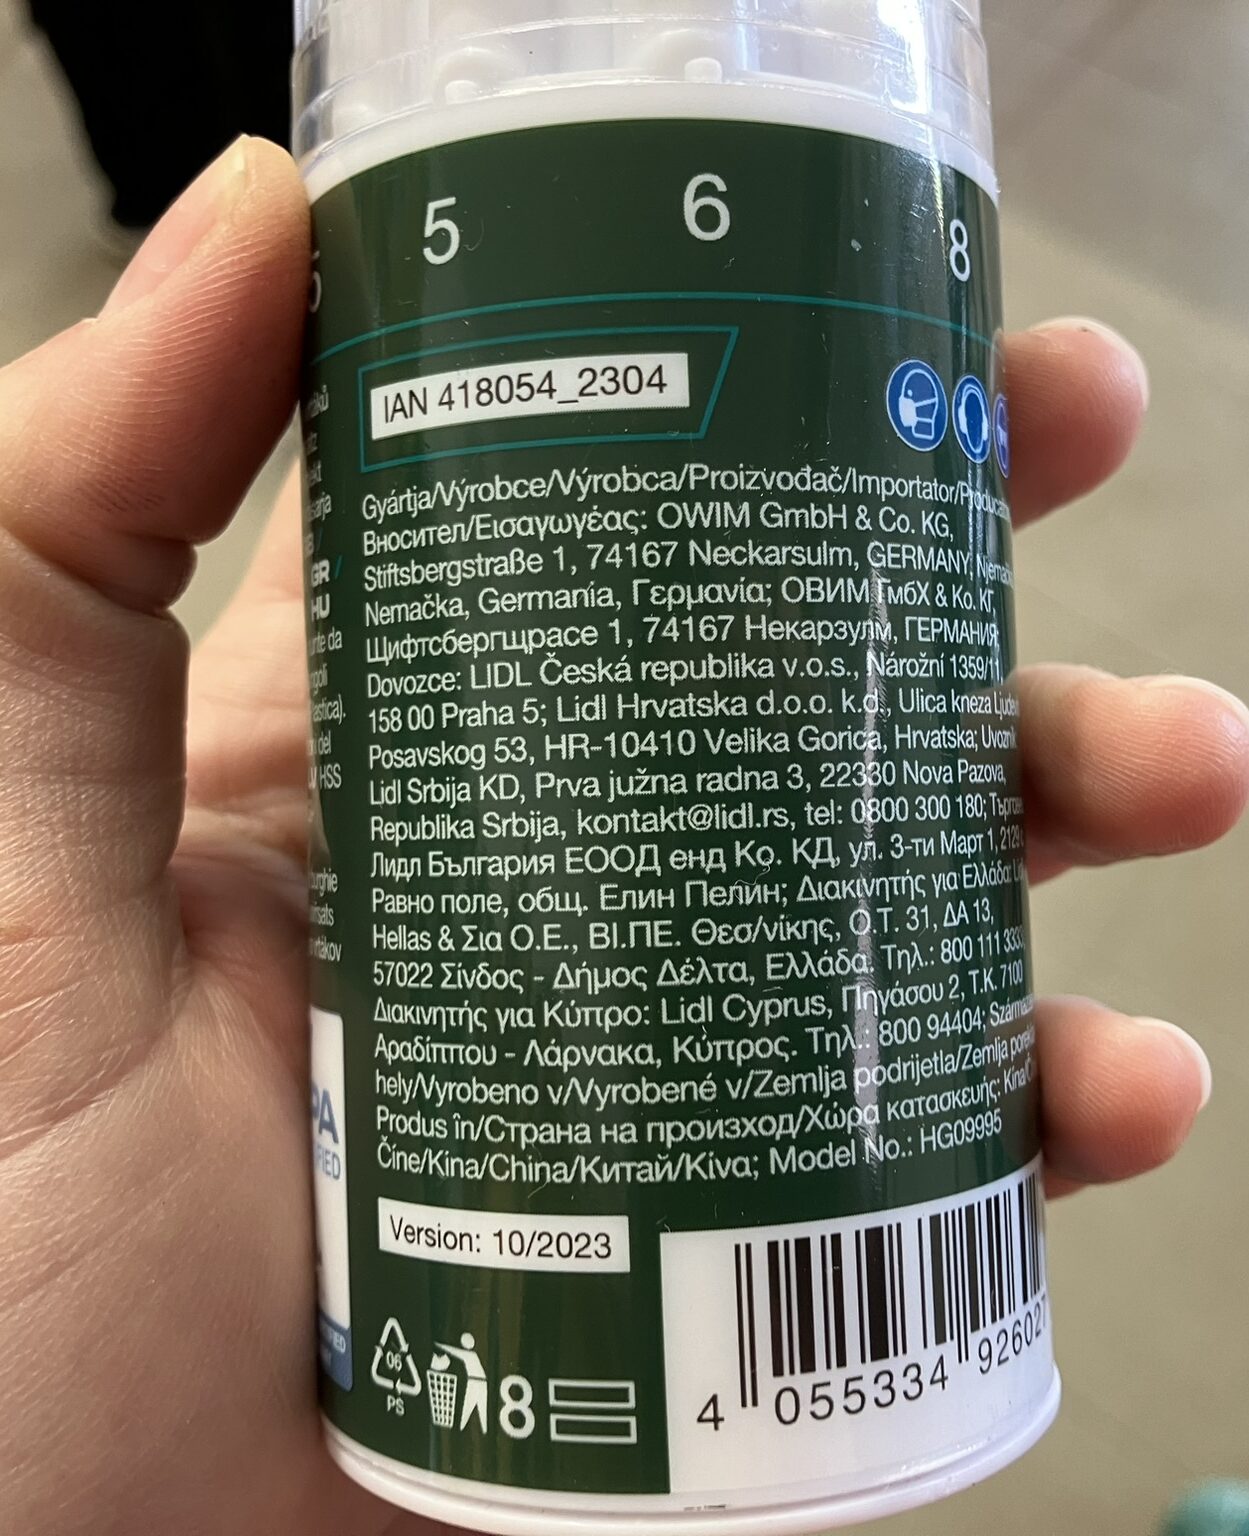 5 6 8
IAN 418054_2304
Gyártja/Výrobce/Výrobca/Proizvođač/Importator/
Вносител/Εισαγωγέας: OWIM GmbH & Co. KG,
Stiftsbergstraße 1, 74167 Neckarsulm, GERMANY;
Nemačka, Germania, Γερμανία; ОВИМ ГмбХ & Ко. КГ,
Щифтсбергщрасе 1, 74167 Некарзулм, ГЕРМАНИЯ;
Dovozce: LIDL Česká republika v.o.s., Nárožní 1359/11,
158 00 Praha 5; Lidl Hrvatska d.o.o. k.d., Ulica kneza
Posavskog 53, HR-10410 Velika Gorica, Hrvatska;
Lidl Srbija KD, Prva južna radna 3, 22330 Nova Pazova,
Republika Srbija, kontakt@lidl.rs, tel: 0800 300 180;
Лидл България ЕООД енд Ко. КД, ул. 3-ти Март 1,
Равно поле, общ. Елин Пелин; Διακινητής για Ελλάδα:
Hellas & Σια Ο.Ε., ΒΙ.ΠΕ. Θεσ/νίκης, Ο.Τ. 31, ΔΑ 13,
57022 Σίνδος - Δήμος Δέλτα, Ελλάδα. Τηλ.: 800 111 3333,
Διακινητής για Κύπρο: Lidl Cyprus, Πηγάσου 2, Τ.Κ. 7100
Αραδίππου - Λάρνακα, Κύπρος. Τηλ.: 800 94404;
hely/Vyrobeno v/Vyrobené v/Zemlja podrijetla/Zemlja
Produs în/Страна на произход/Χώρα κατασκευής:
Čine/Kina/China/Китай/Κίνα; Model No.: HG09995
Version: 10/2023
06
PS
8
4 055334 926027
GR /
HU
HSS